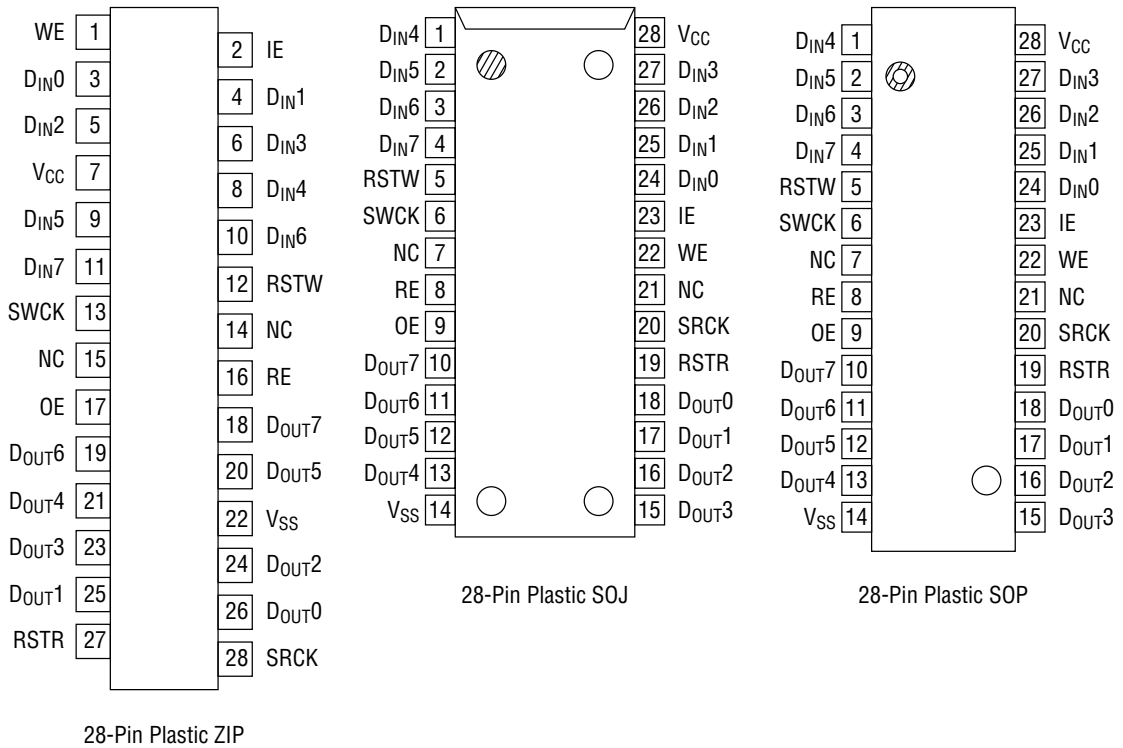 WE 1
2 IE
DIN0 3
4 DIN1
DIN2 5
6 DIN3
VCC 7
8 DIN4
DIN5 9
10 DIN6
DIN7 11
12 RSTW
SWCK 13
14 NC
NC 15
16 RE
OE 17
18 DOUT7
DOUT6 19
20 DOUT5
DOUT4 21
22 VSS
DOUT3 23
24 DOUT2
DOUT1 25
26 DOUT0
RSTR 27
28 SRCK
28-Pin Plastic ZIP
DIN4 1 28 VCC
DIN5 2 27 DIN3
DIN6 3 26 DIN2
DIN7 4 25 DIN1
RSTW 5 24 DIN0
SWCK 6 23 IE
NC 7 22 WE
RE 8 21 NC
OE 9 20 SRCK
DOUT7 10 19 RSTR
DOUT6 11 18 DOUT0
DOUT5 12 17 DOUT1
DOUT4 13 16 DOUT2
VSS 14 15 DOUT3
28-Pin Plastic SOJ
DIN4 1 28 VCC
DIN5 2 27 DIN3
DIN6 3 26 DIN2
DIN7 4 25 DIN1
RSTW 5 24 DIN0
SWCK 6 23 IE
NC 7 22 WE
RE 8 21 NC
OE 9 20 SRCK
DOUT7 10 19 RSTR
DOUT6 11 18 DOUT0
DOUT5 12 17 DOUT1
DOUT4 13 16 DOUT2
VSS 14 15 DOUT3
28-Pin Plastic SOP